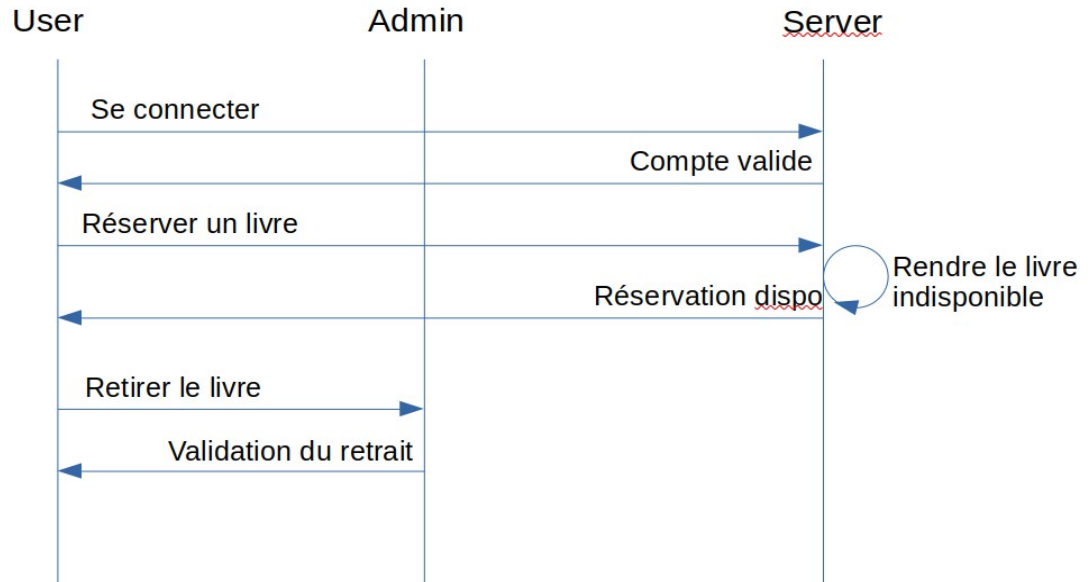 User
Admin
Server
Se connecter
Compte valide
Réserver un livre
Rendre le livre
indisponible
Réservation dispo
Retirer le livre
Validation du retrait